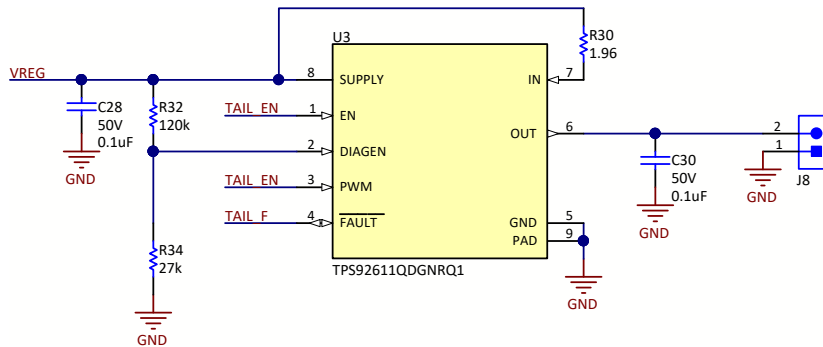 U3
R30
1.96
VREG
8 SUPPLY
IN 7
C28
50V
0.1uF
R32
120k
TAIL_EN
1 EN
OUT 6
2
1
J8
2 DIAGEN
C30
50V
0.1uF
GND
TAIL_EN
3 PWM
GND
TAIL_F
4 FAULT
GND 5
PAD 9
GND
R34
27k
TPS92611QDGNRQ1
GND
GND